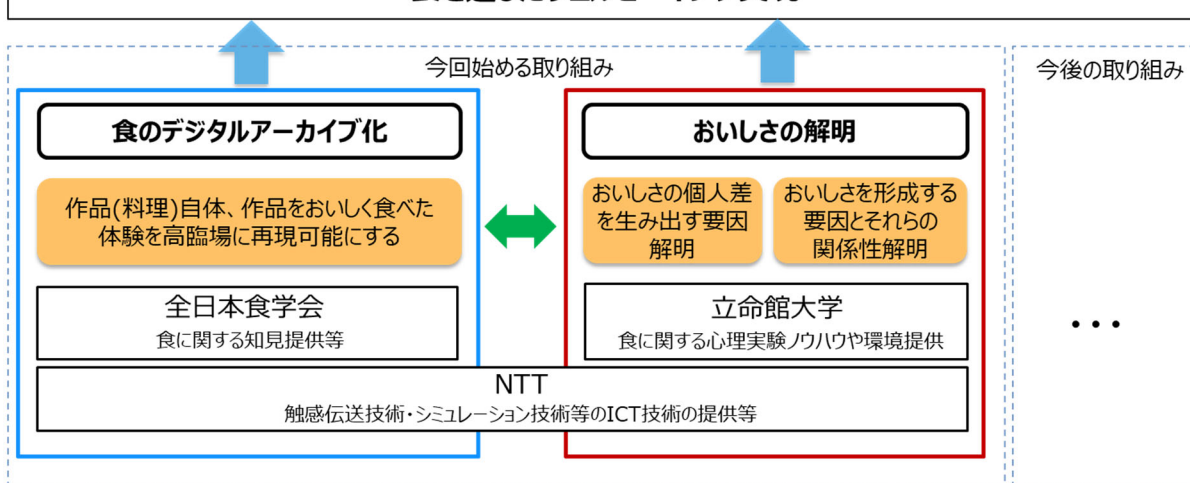 今回始める取り組み
今後の取り組み
食のデジタルアーカイブ化
おいしさの解明
作品(料理)自体、作品をおいしく食べた
体験を高臨場に再現可能にする
おいしさの個人差
を生み出す要因
解明
おいしさを形成する
要因とそれらの
関係性解明
全日本食学会
食に関する知見提供等
立命館大学
食に関する心理実験ノウハウや環境提供
・・・
NTT
触感伝送技術・シミュレーション技術等のICT技術の提供等